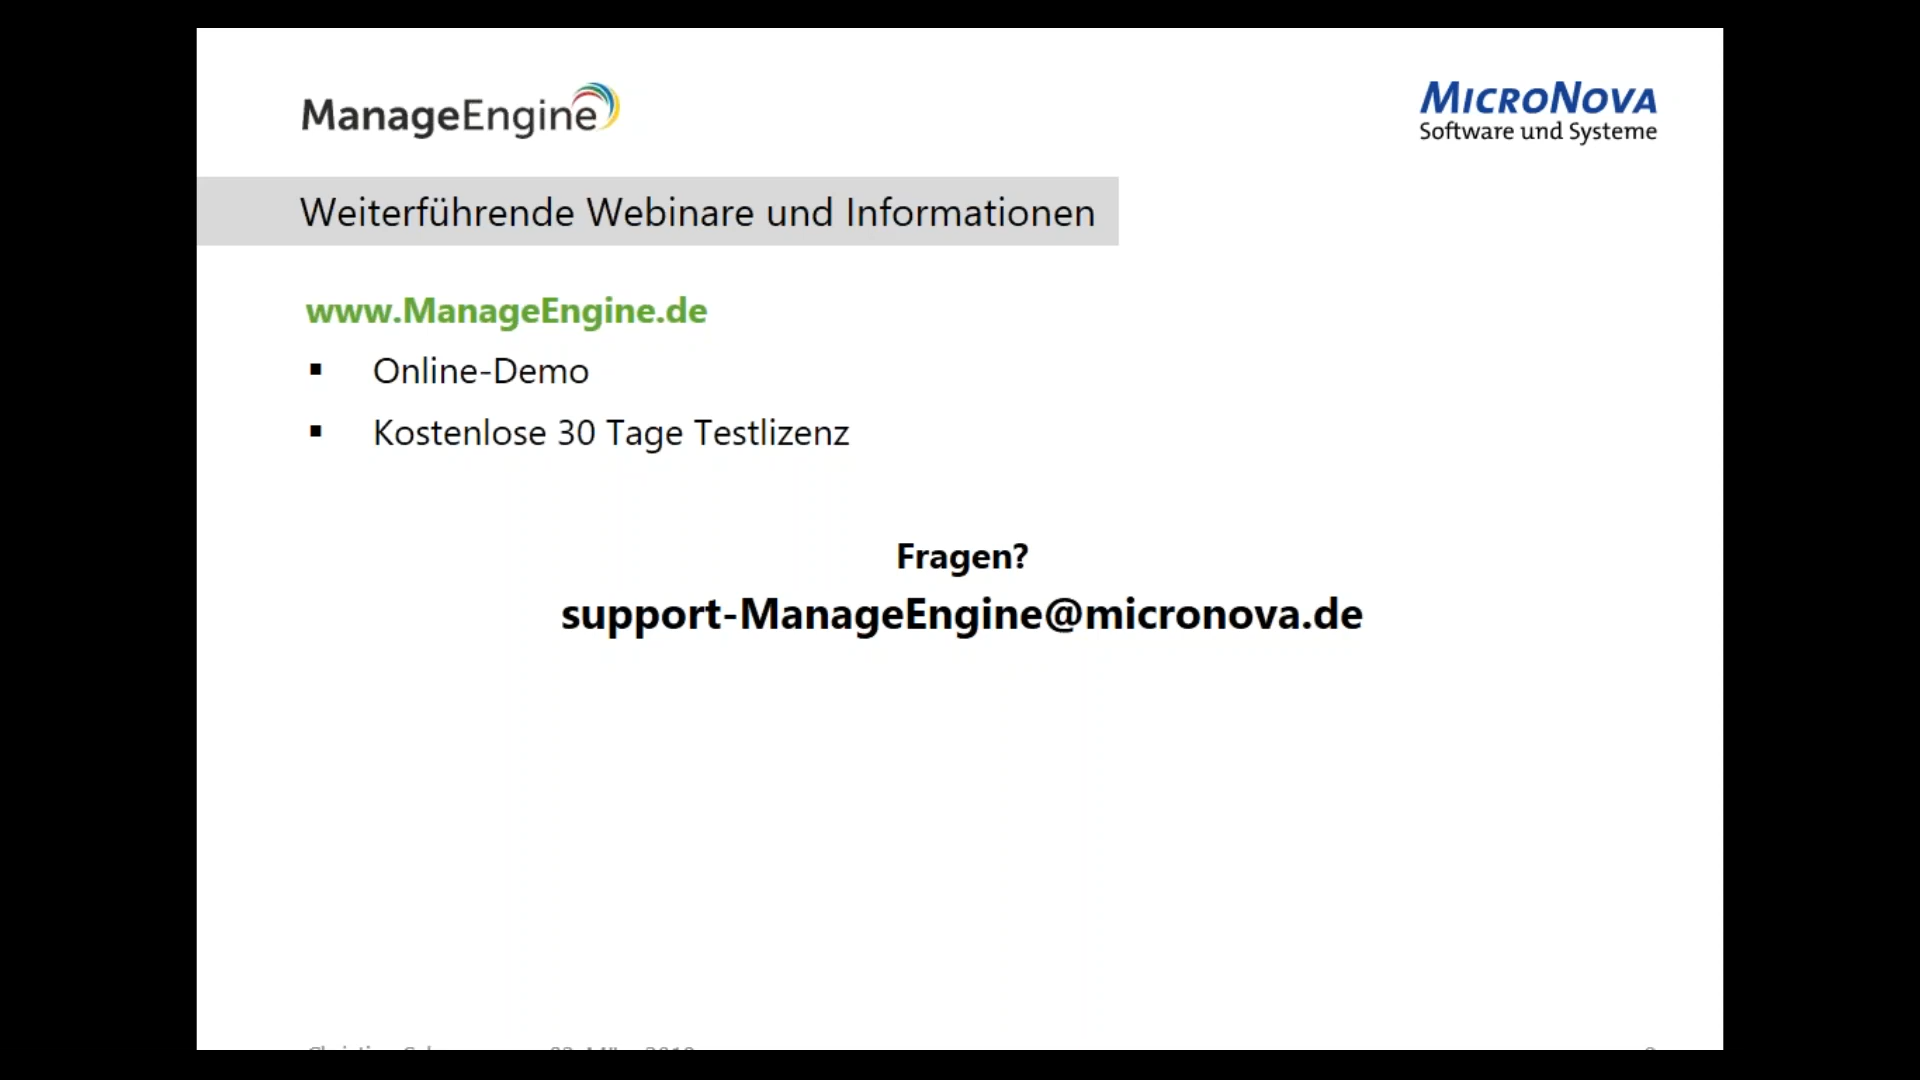 ManageEngine
MICRONOVA
Software und Systeme
Weiterführende Webinare und Informationen
www.ManageEngine.de
▪ Online-Demo
▪ Kostenlose 30 Tage Testlizenz
Fragen?
support-ManageEngine@micronova.de